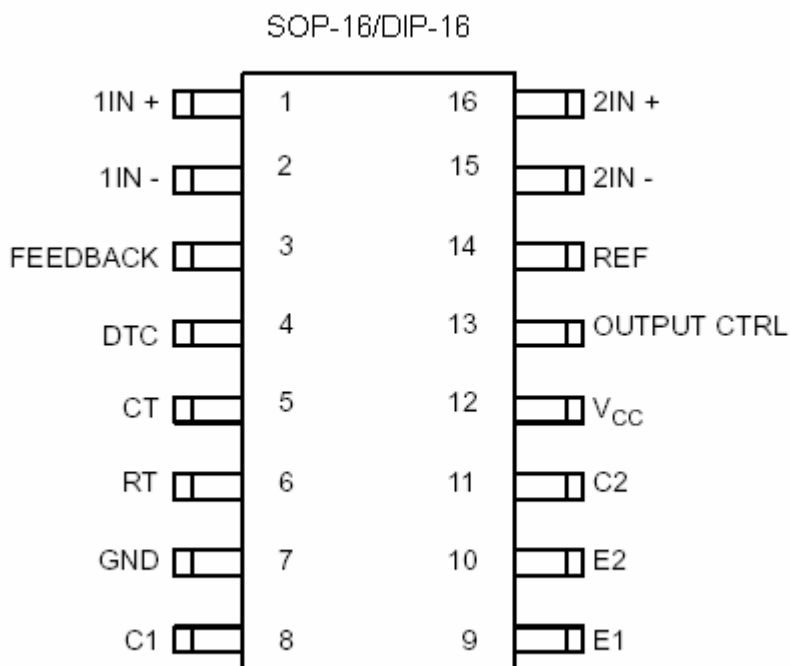 SOP-16/DIP-16
1IN + 1 16 2IN +
1IN - 2 15 2IN -
FEEDBACK 3 14 REF
DTC 4 13 OUTPUT CTRL
CT 5 12 VCC
RT 6 11 C2
GND 7 10 E2
C1 8 9 E1